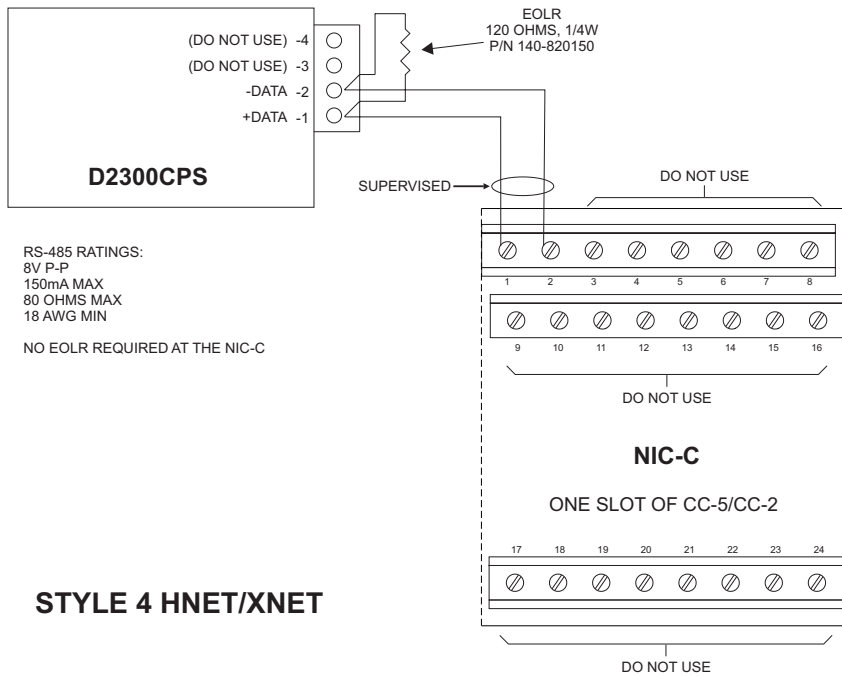 EOLR
120 OHMS, 1/4W
P/N 140-820150
(DO NOT USE) -4
(DO NOT USE) -3
-DATA -2
+DATA -1
D2300CPS
SUPERVISED
DO NOT USE
RS-485 RATINGS:
8V P-P
150mA MAX
80 OHMS MAX
18 AWG MIN
NO EOLR REQUIRED AT THE NIC-C
1 2 3 4 5 6 7 8
9 10 11 12 13 14 15 16
DO NOT USE
NIC-C
ONE SLOT OF CC-5/CC-2
17 18 19 20 21 22 23 24
STYLE 4 HNET/XNET
DO NOT USE